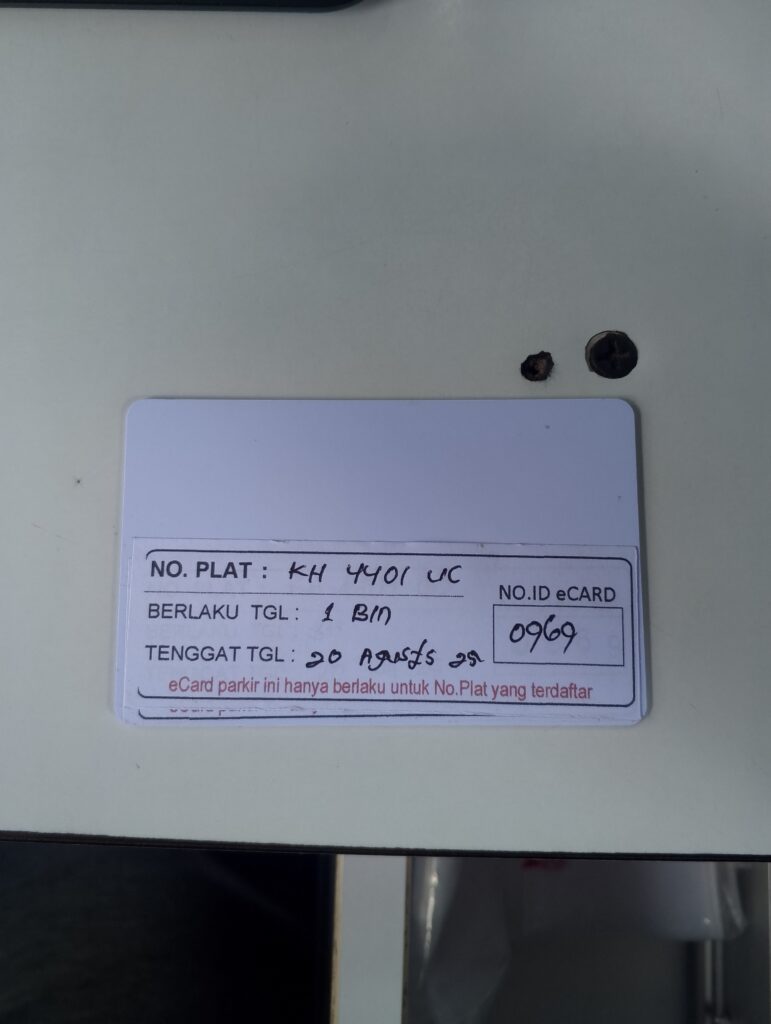 NO. PLAT : KH 4401 UC
NO.ID eCARD
BERLAKU TGL : 1 Bln
0969
TENGGAT TGL : 20 Agusts 25
eCard parkir ini hanya berlaku untuk No.Plat yang terdaftar